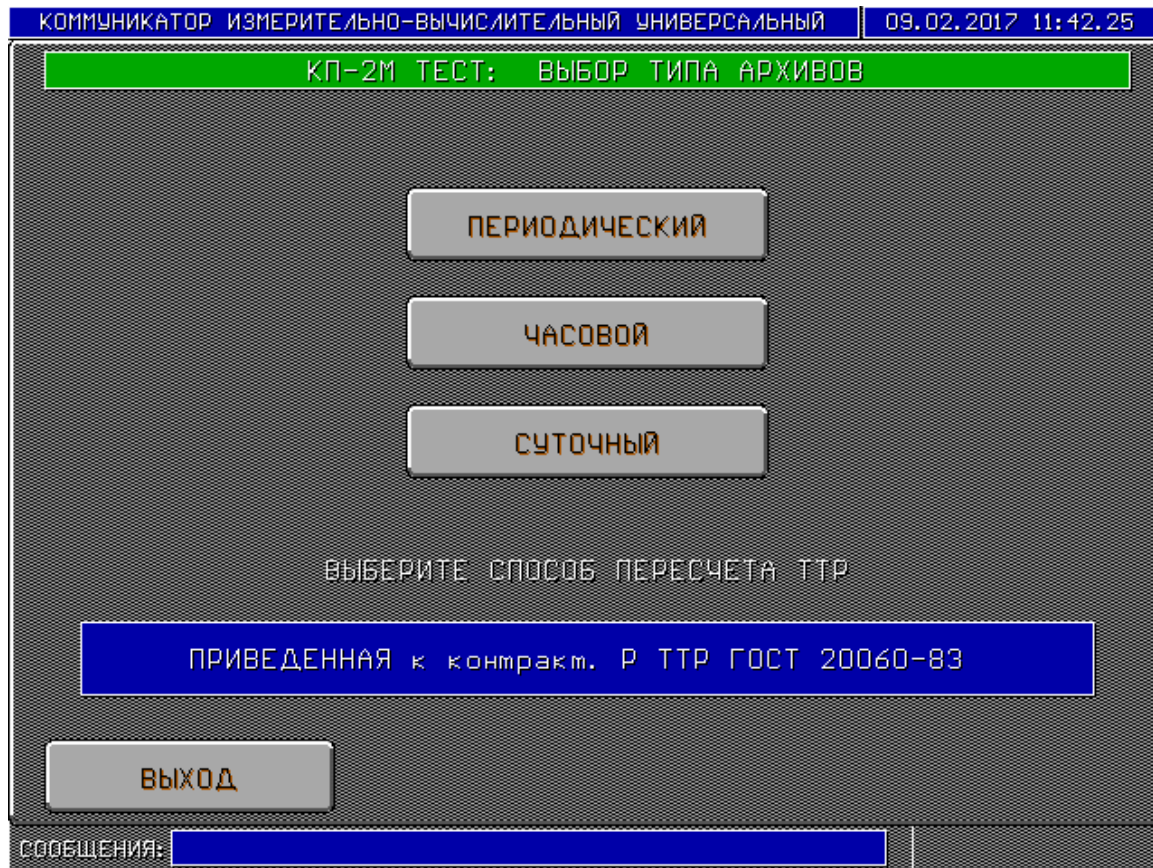 КОММУНИКАТОР ИЗМЕРИТЕЛЬНО-ВЫЧИСЛИТЕЛЬНЫЙ УНИВЕРСАЛЬНЫЙ 09.02.2017 11:42.25
КП-2М ТЕСТ: ВЫБОР ТИПА АРХИВОВ
ПЕРИОДИЧЕСКИЙ
ЧАСОВОЙ
СУТОЧНЫЙ
ВЫБЕРИТЕ СПОСОБ ПЕРЕСЧЕТА ТТР
ПРИВЕДЕННАЯ к контракт. Р ТТР ГОСТ 20060-83
ВЫХОД
СООБЩЕНИЯ: